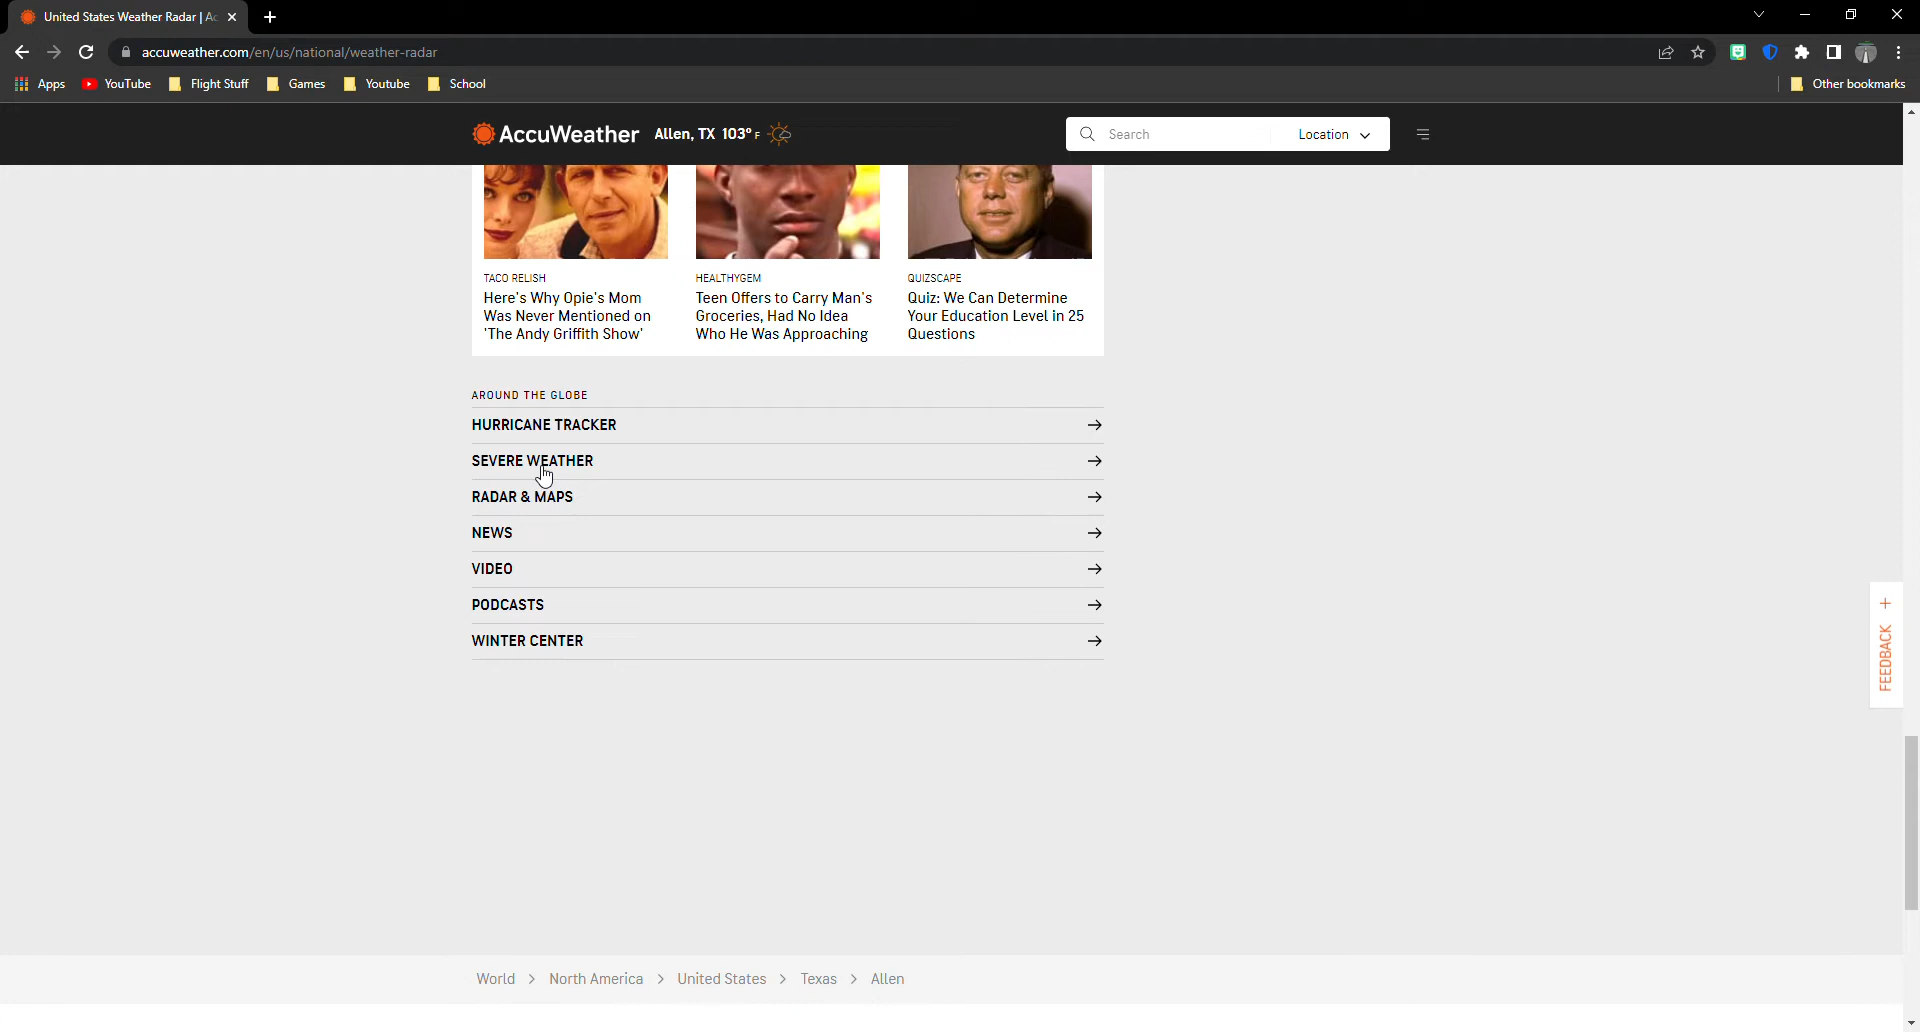 United States Weather Radar | Ac
accuweather.com/en/us/national/weather-radar
Apps YouTube Flight Stuff Games Youtube School Other bookmarks
AccuWeather Allen, TX 103° F Search Location
TACO RELISH
Here's Why Opie's Mom
Was Never Mentioned on
'The Andy Griffith Show'
HEALTHYGEM
Teen Offers to Carry Man's
Groceries, Had No Idea
Who He Was Approaching
QUIZSCAPE
Quiz: We Can Determine
Your Education Level in 25
Questions
AROUND THE GLOBE
HURRICANE TRACKER
SEVERE WEATHER
RADAR & MAPS
NEWS
VIDEO
PODCASTS
WINTER CENTER
FEEDBACK +
World > North America > United States > Texas > Allen